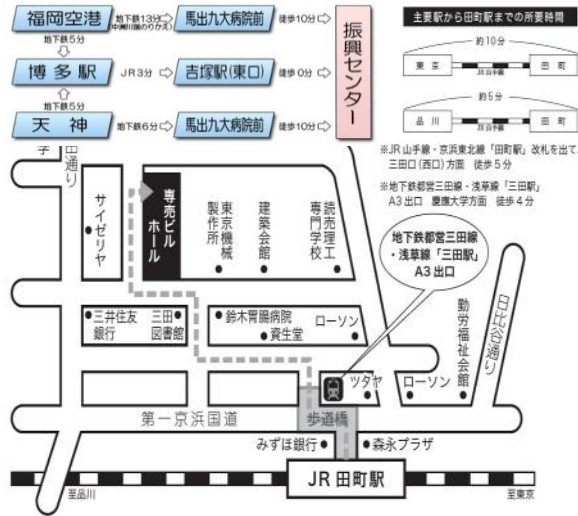 福岡空港
地下鉄13分
(中洲川端のりかえ)
馬出九大病院前
徒歩10分
地下鉄5分
博多駅
JR3分
吉塚駅(東口)
徒歩0分
地下鉄5分
天神
地下鉄6分
馬出九大病院前
徒歩10分
振興センター
主要駅から田町駅までの所要時間
約10分
東京
JR山手線
田町
約5分
品川
JR山手線
田町
※JR山手線・京浜東北線「田町駅」改札を出て、
三田口(西口)方面 徒歩5分
※地下鉄都営三田線・浅草線「三田駅」
A3出口 慶應大学方面 徒歩4分
田通り
サイゼリヤ
専売ビル
ホール
東京機械
製作所
建築会館
読売理工
専門学校
地下鉄都営三田線
・浅草線「三田駅」
A3出口
三井住友
銀行
三田
図書館
鈴木胃腸病院
資生堂
ローソン
勤労福祉会館
日比谷通り
ツタヤ
ローソン
第一京浜国道
歩道橋
みずほ銀行
森永プラザ
JR田町駅
至品川
至東京